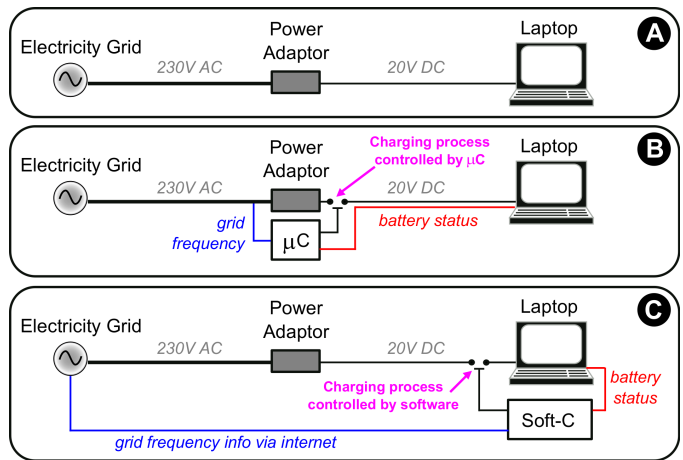 A
Electricity Grid
230V AC
Power
Adaptor
20V DC
Laptop
B
Electricity Grid
230V AC
Power
Adaptor
Charging process
controlled by μC
20V DC
Laptop
grid
frequency
μC
battery status
C
Electricity Grid
230V AC
Power
Adaptor
20V DC
Laptop
Charging process
controlled by software
battery
status
Soft-C
grid frequency info via internet